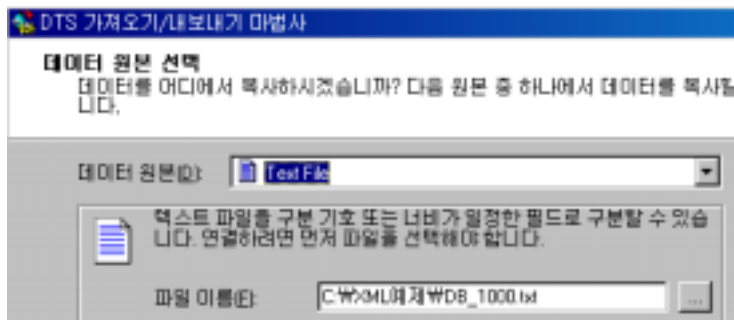 DTS 가져오기/내보내기 마법사
데이터 원본 선택
데이터를 어디에서 복사하시겠습니까? 다음 원본 중 하나에서 데이터를 복사할
니다.
데이터 원본(D):
Text File
텍스트 파일을 구분 기호 또는 너비가 일정한 필드로 구분할 수 있습
니다. 연결하려면 먼저 파일을 선택해야 합니다.
파일 이름(F):
C:₩XML예제₩DB_1000.txt
...